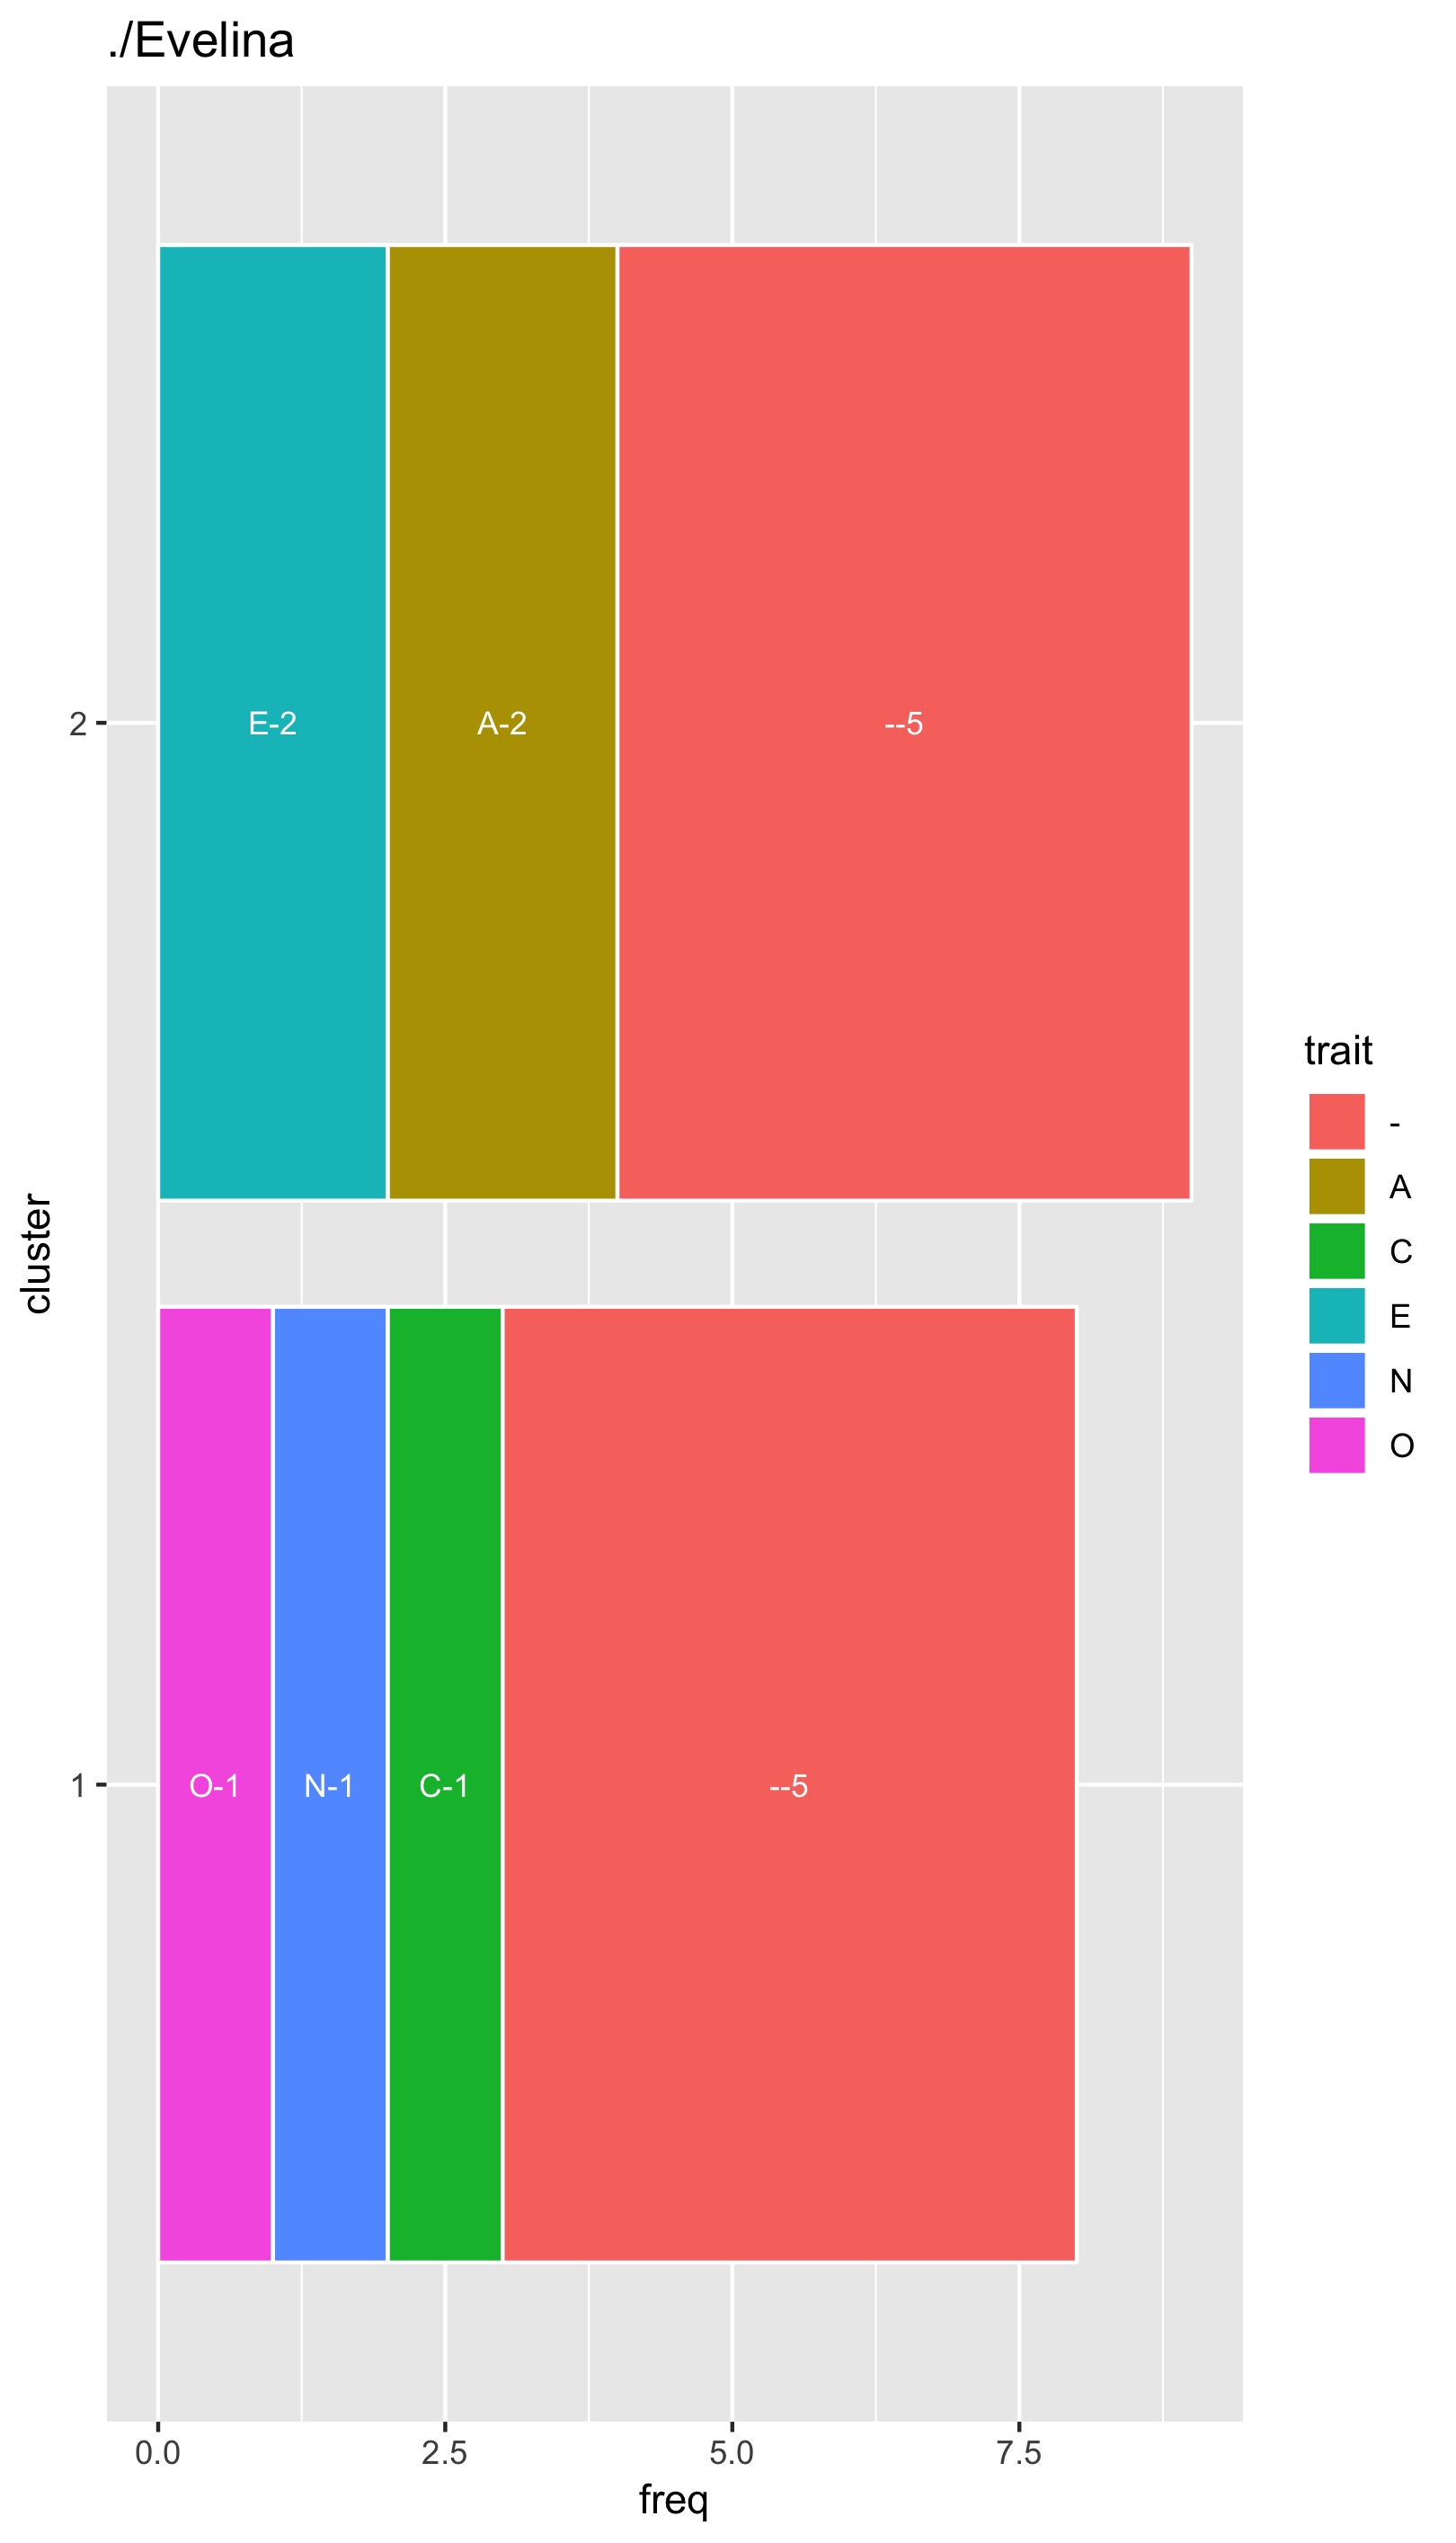 ./Evelina
cluster
2
E-2
A-2
--5
1
O-1
N-1
C-1
--5
0.0
2.5
5.0
7.5
freq
trait
-
A
C
E
N
O